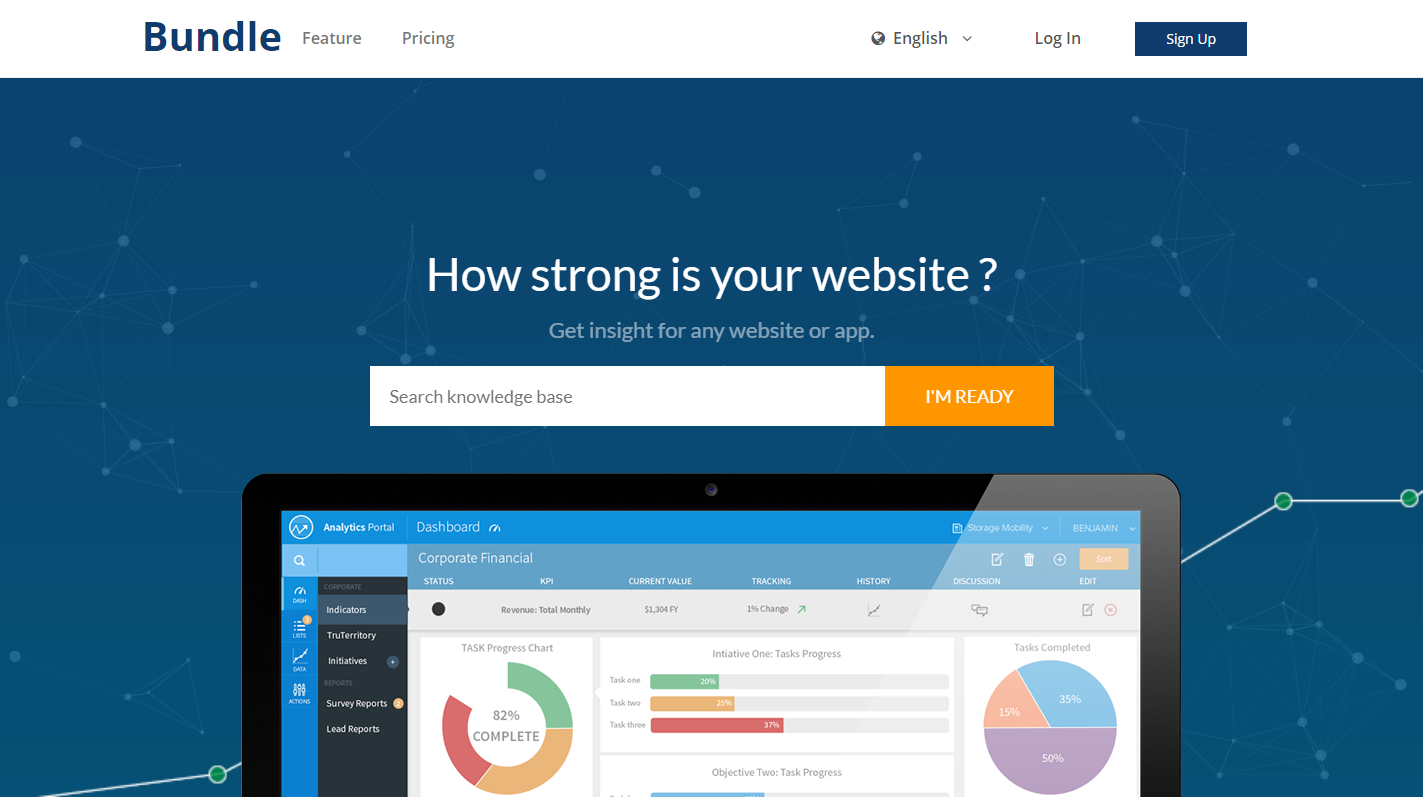 Bundle Feature Pricing English Log In Sign Up
How strong is your website ?
Get insight for any website or app.
Search knowledge base I'M READY
Analytics Portal Dashboard Storage Mobility BENJAMIN
Corporate Financial Sort
STATUS KPI CURRENT VALUE TRACKING HISTORY DISCUSSION EDIT
Revenue: Total Monthly $1,304 FY 1% Change
DASH
LISTS
DATA
ACTIONS
CORPORATE
Indicators
TruTerritory
Initiatives
REPORTS
Survey Reports 2
Lead Reports
TASK Progress Chart
82%
COMPLETE
Intiative One: Tasks Progress
Task one 20%
Task two 25%
Task three 37%
Objective Two: Task Progress
Tasks Completed
35%
15%
50%